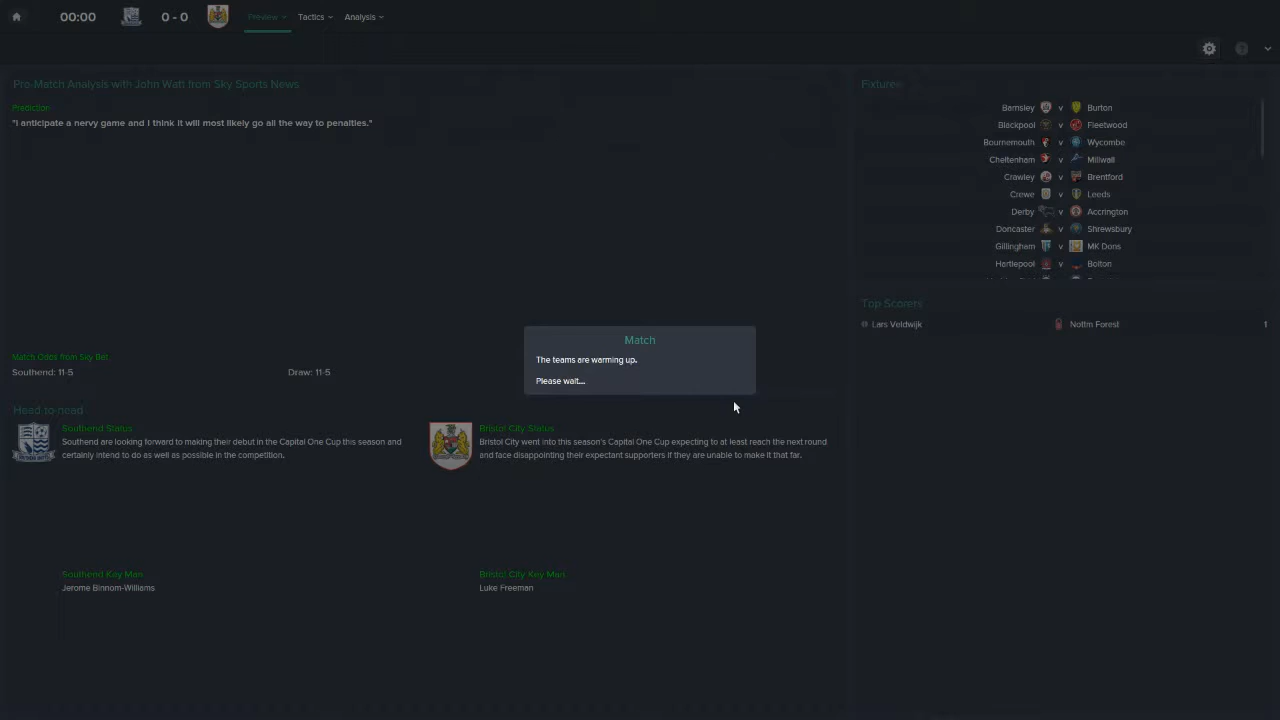 00:00
0 - 0
Preview
Tactics
Analysis
Pre-Match Analysis with John Watt from Sky Sports News
Prediction
"I anticipate a nervy game and I think it will most likely go all the way to penalties."
Match Odds from Sky Bet
Southend: 11-5
Draw: 11-5
Head to head
Southend Status
Southend are looking forward to making their debut in the Capital One Cup this season and
certainly intend to do as well as possible in the competition.
Bristol City Status
Bristol City went into this season's Capital One Cup expecting to at least reach the next round
and face disappointing their expectant supporters if they are unable to make it that far.
Southend Key Man
Jerome Binnom-Williams
Bristol City Key Man
Luke Freeman
Match
The teams are warming up.
Please wait...
Fixtures
Barnsley v Burton
Blackpool v Fleetwood
Bournemouth v Wycombe
Cheltenham v Millwall
Crawley v Brentford
Crewe v Leeds
Derby v Accrington
Doncaster v Shrewsbury
Gillingham v MK Dons
Hartlepool v Bolton
Top Scorers
Lars Veldwijk Nottm Forest 1